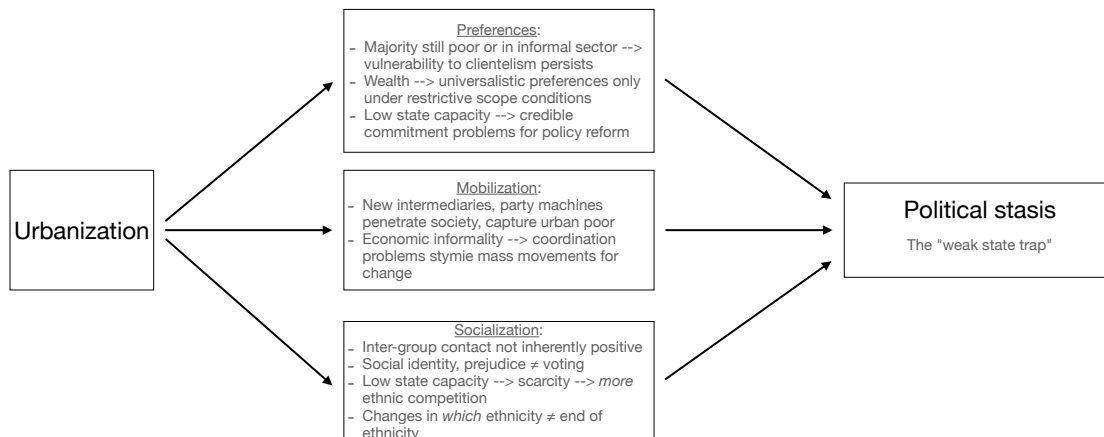 Preferences:
- Majority still poor or in informal sector -->
vulnerability to clientelism persists
- Wealth --> universalistic preferences only
under restrictive scope conditions
- Low state capacity --> credible
commitment problems for policy reform
Urbanization
Mobilization:
- New intermediaries, party machines
penetrate society, capture urban poor
- Economic informality --> coordination
problems stymie mass movements for
change
Political stasis
The "weak state trap"
Socialization:
- Inter-group contact not inherently positive
- Social identity, prejudice ≠ voting
- Low state capacity --> scarcity --> more
ethnic competition
- Changes in which ethnicity ≠ end of
ethnicity